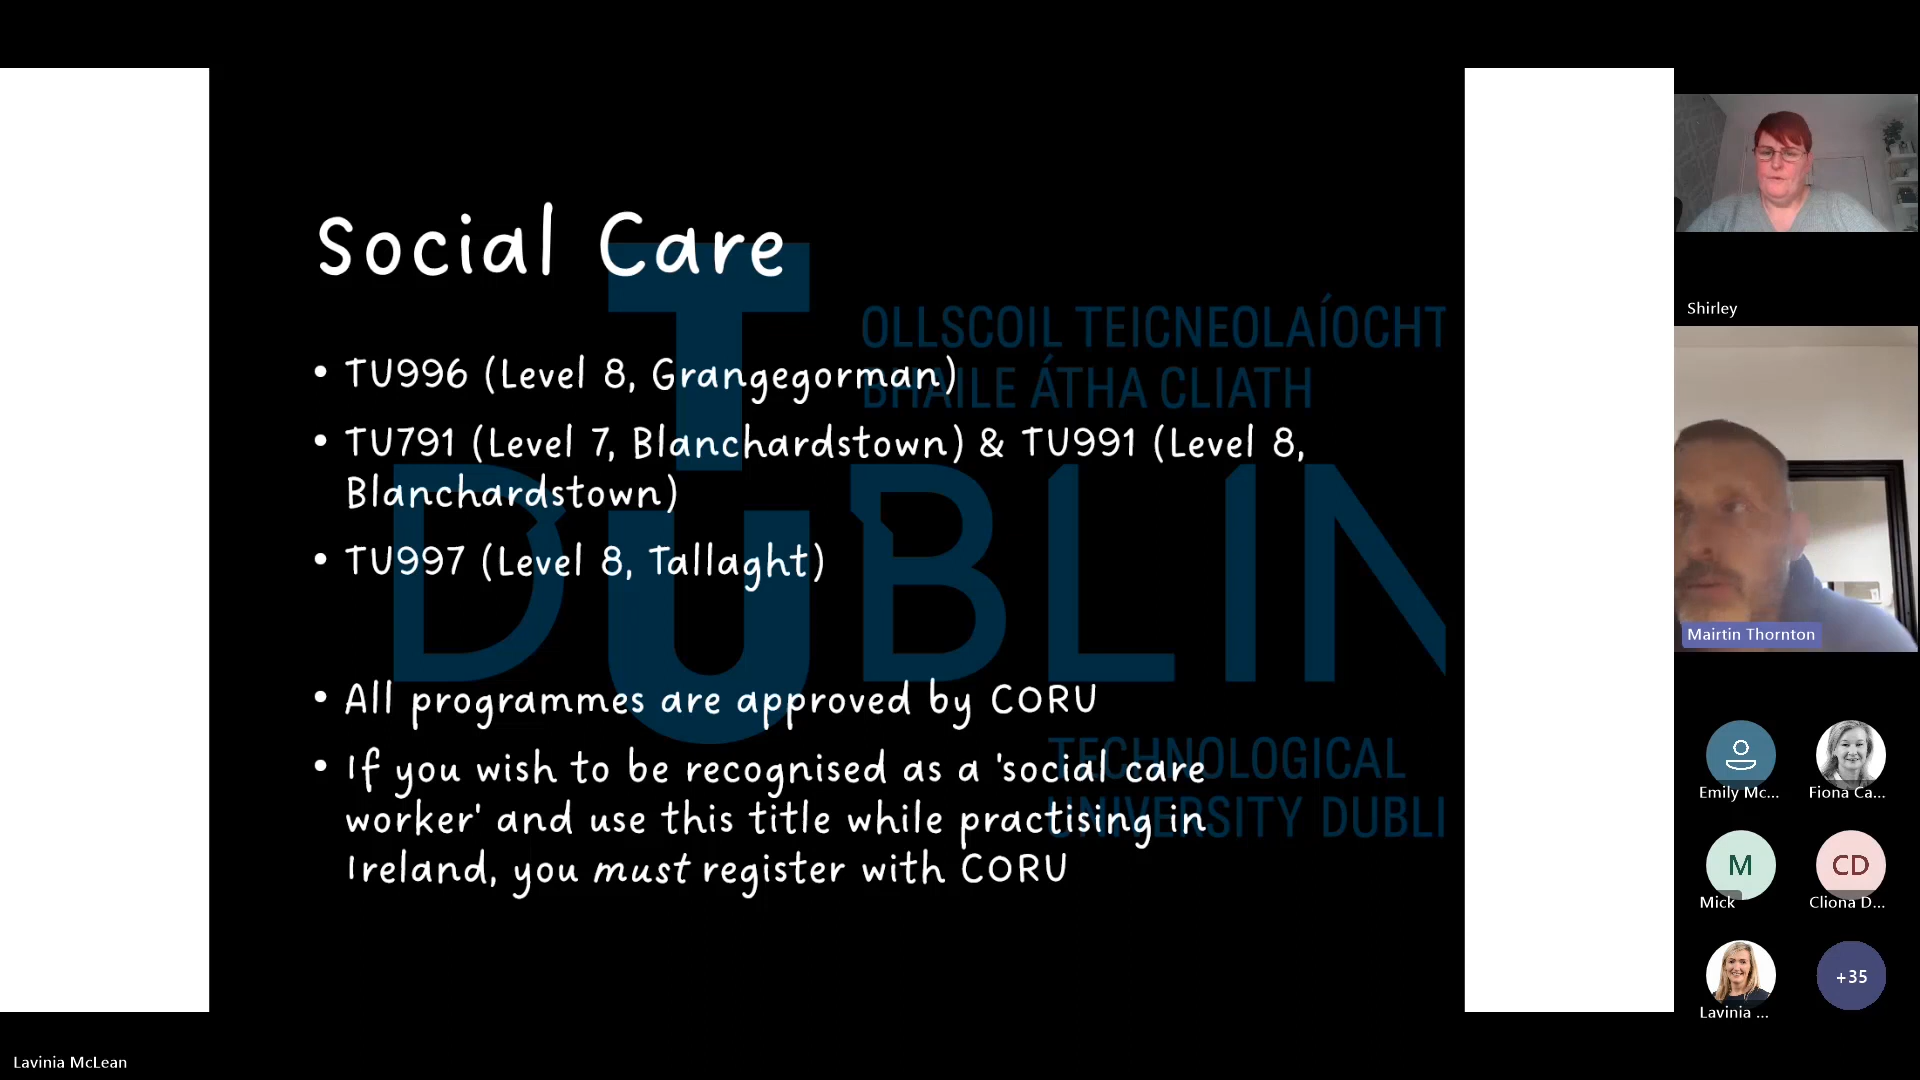 Social Care
• TU996 (Level 8, Grangegorman)
• TU791 (Level 7, Blanchardstown) & TU991 (Level 8,
Blanchardstown)
• TU997 (Level 8, Tallaght)
• All programmes are approved by CORU
• If you wish to be recognised as a 'social care
worker' and use this title while practising in
Ireland, you must register with CORU
OLLSCOIL TEICNEOLAÍOCHT
BHAILE ÁTHA CLIATH
T
U
DUBLIN
TECHNOLOGICAL
UNIVERSITY DUBLI
Shirley
Mairtin Thornton
Emily Mc...
Fiona Ca...
M
Mick
CD
Cliona D...
Lavinia ...
+35
Lavinia McLean